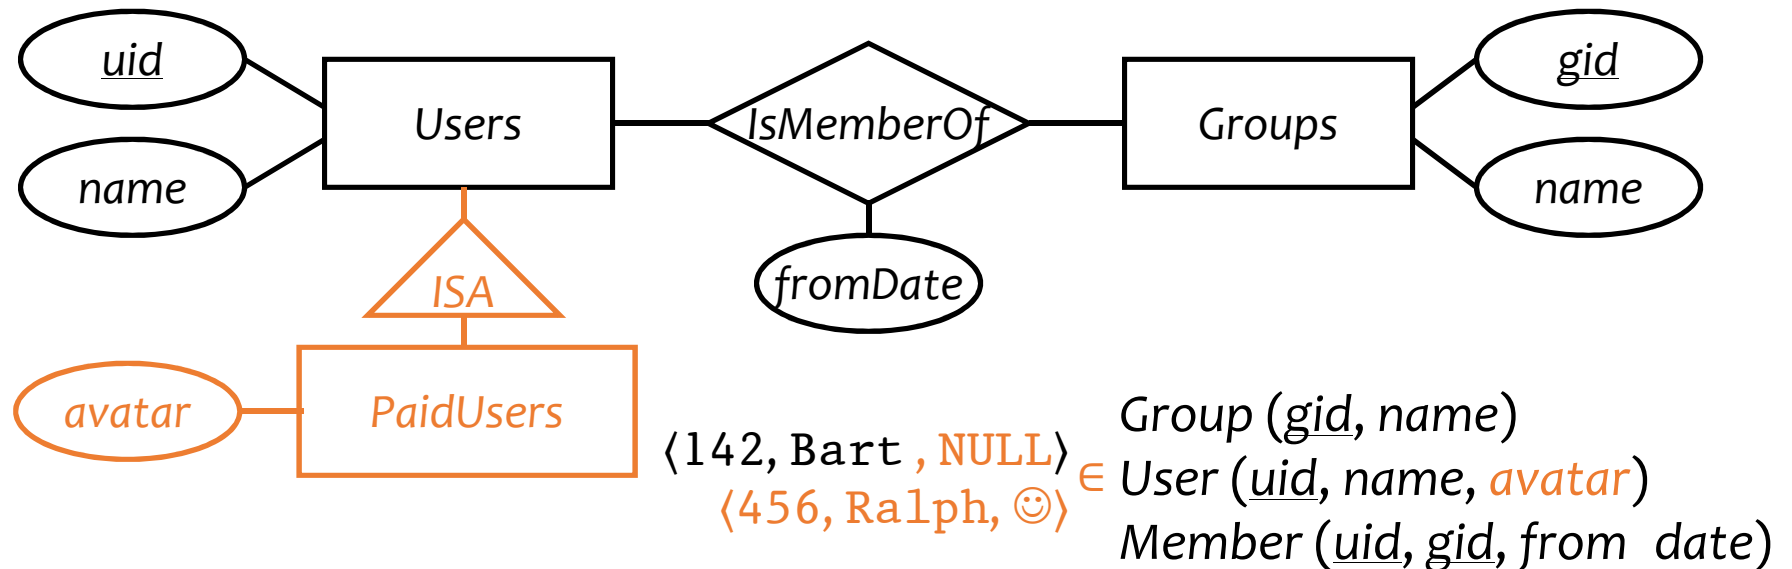 uid
name
Users
IsMemberOf
fromDate
Groups
gid
name
ISA
avatar
PaidUsers
⟨142, Bart , NULL⟩
⟨456, Ralph, ☺⟩
∈
Group (gid, name)
User (uid, name, avatar)
Member (uid, gid, from date)